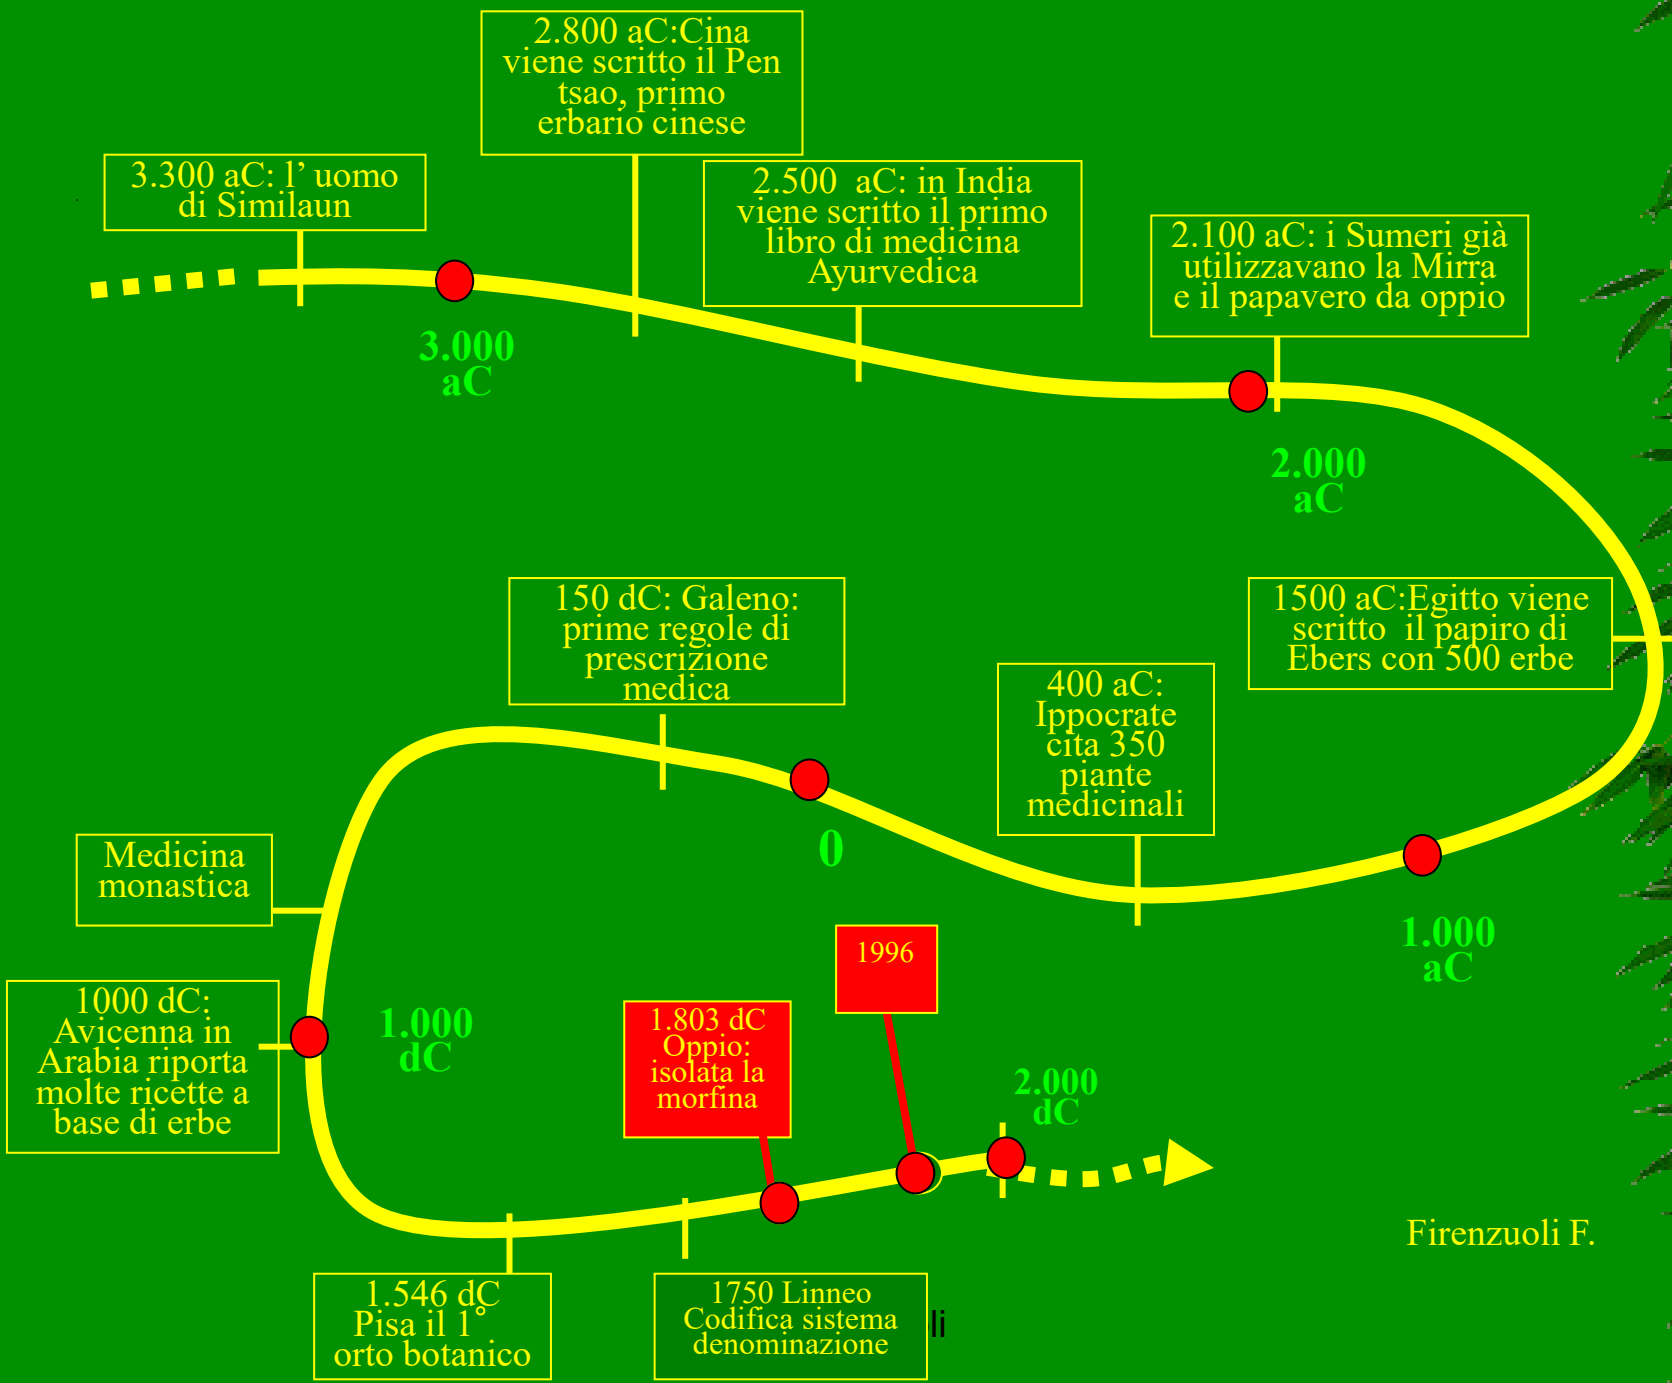 2.800 aC:Cina
viene scritto il Pen
tsao, primo
erbario cinese
3.300 aC: l’ uomo
di Similaun
2.500  aC: in India
viene scritto il primo
libro di medicina
Ayurvedica
2.100 aC: i Sumeri già
utilizzavano la Mirra
e il papavero da oppio
3.000
aC
2.000
aC
1500 aC:Egitto viene
scritto  il papiro di
Ebers con 500 erbe
150 dC: Galeno:
prime regole di
prescrizione
medica
400 aC:
Ippocrate
cita 350
piante
medicinali
0
1.000
aC
Medicina
monastica
1000 dC:
Avicenna in
Arabia riporta
molte ricette a
base di erbe
1.000
dC
1.803 dC
Oppio:
isolata la
morfina
1996
2.000
dC
Firenzuoli F.
1.546 dC
Pisa il 1°
orto botanico
1750 Linneo
Codifica sistema
denominazione
li